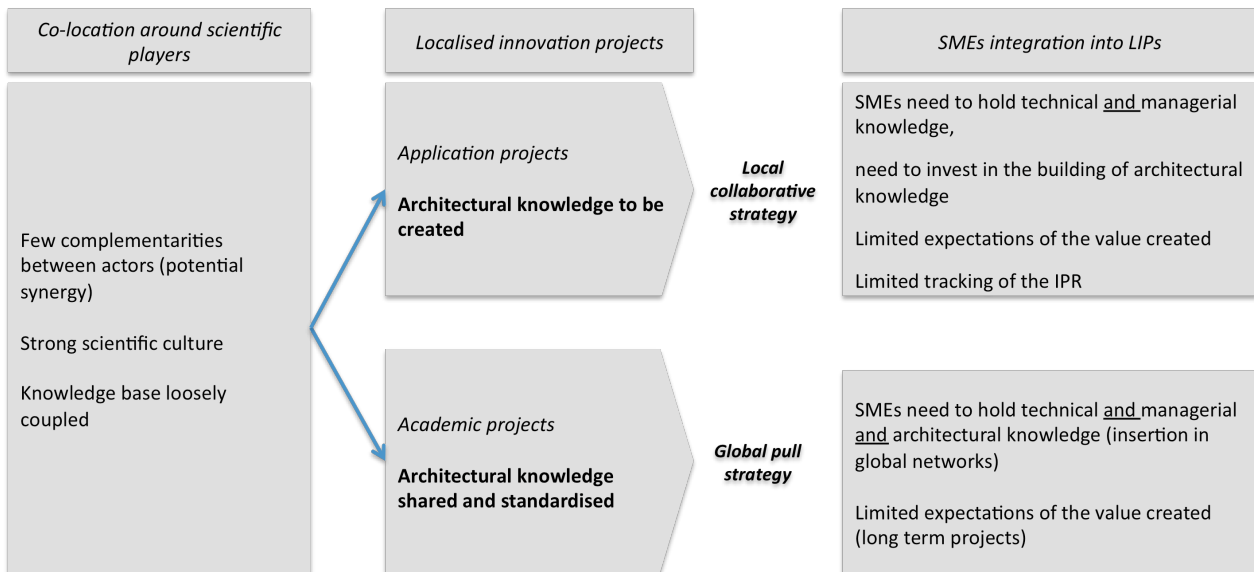 Co-location around scientific
players
Localised innovation projects
SMEs integration into LIPs
Few complementarities
between actors (potential
synergy)
Strong scientific culture
Knowledge base loosely
coupled
Application projects
Architectural knowledge to be
created
Local
collaborative
strategy
SMEs need to hold technical and managerial
knowledge,
need to invest in the building of architectural
knowledge
Limited expectations of the value created
Limited tracking of the IPR
Academic projects
Architectural knowledge
shared and standardised
Global pull
strategy
SMEs need to hold technical and managerial
and architectural knowledge (insertion in
global networks)
Limited expectations of the value created
(long term projects)